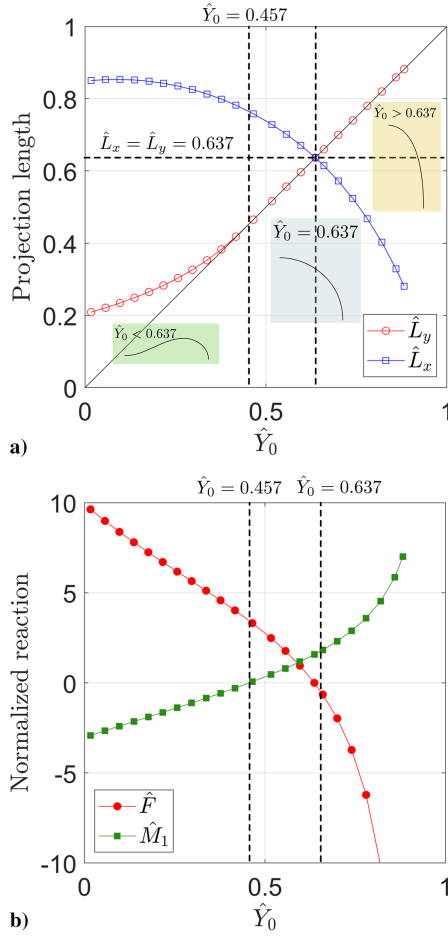 Ŷ₀ = 0.457
1
0.8
0.6
0.4
0.2
0
Projection length
L̂ₓ = L̂ᵧ = 0.637
Ŷ₀ > 0.637
Ŷ₀ = 0.637
Ŷ₀ < 0.637
L̂ᵧ
L̂ₓ
0 0.5 1
Ŷ₀
a)
Ŷ₀ = 0.457 Ŷ₀ = 0.637
10
5
0
-5
-10
Normalized reaction
F̂
M̂₁
0 0.5 1
Ŷ₀
b)